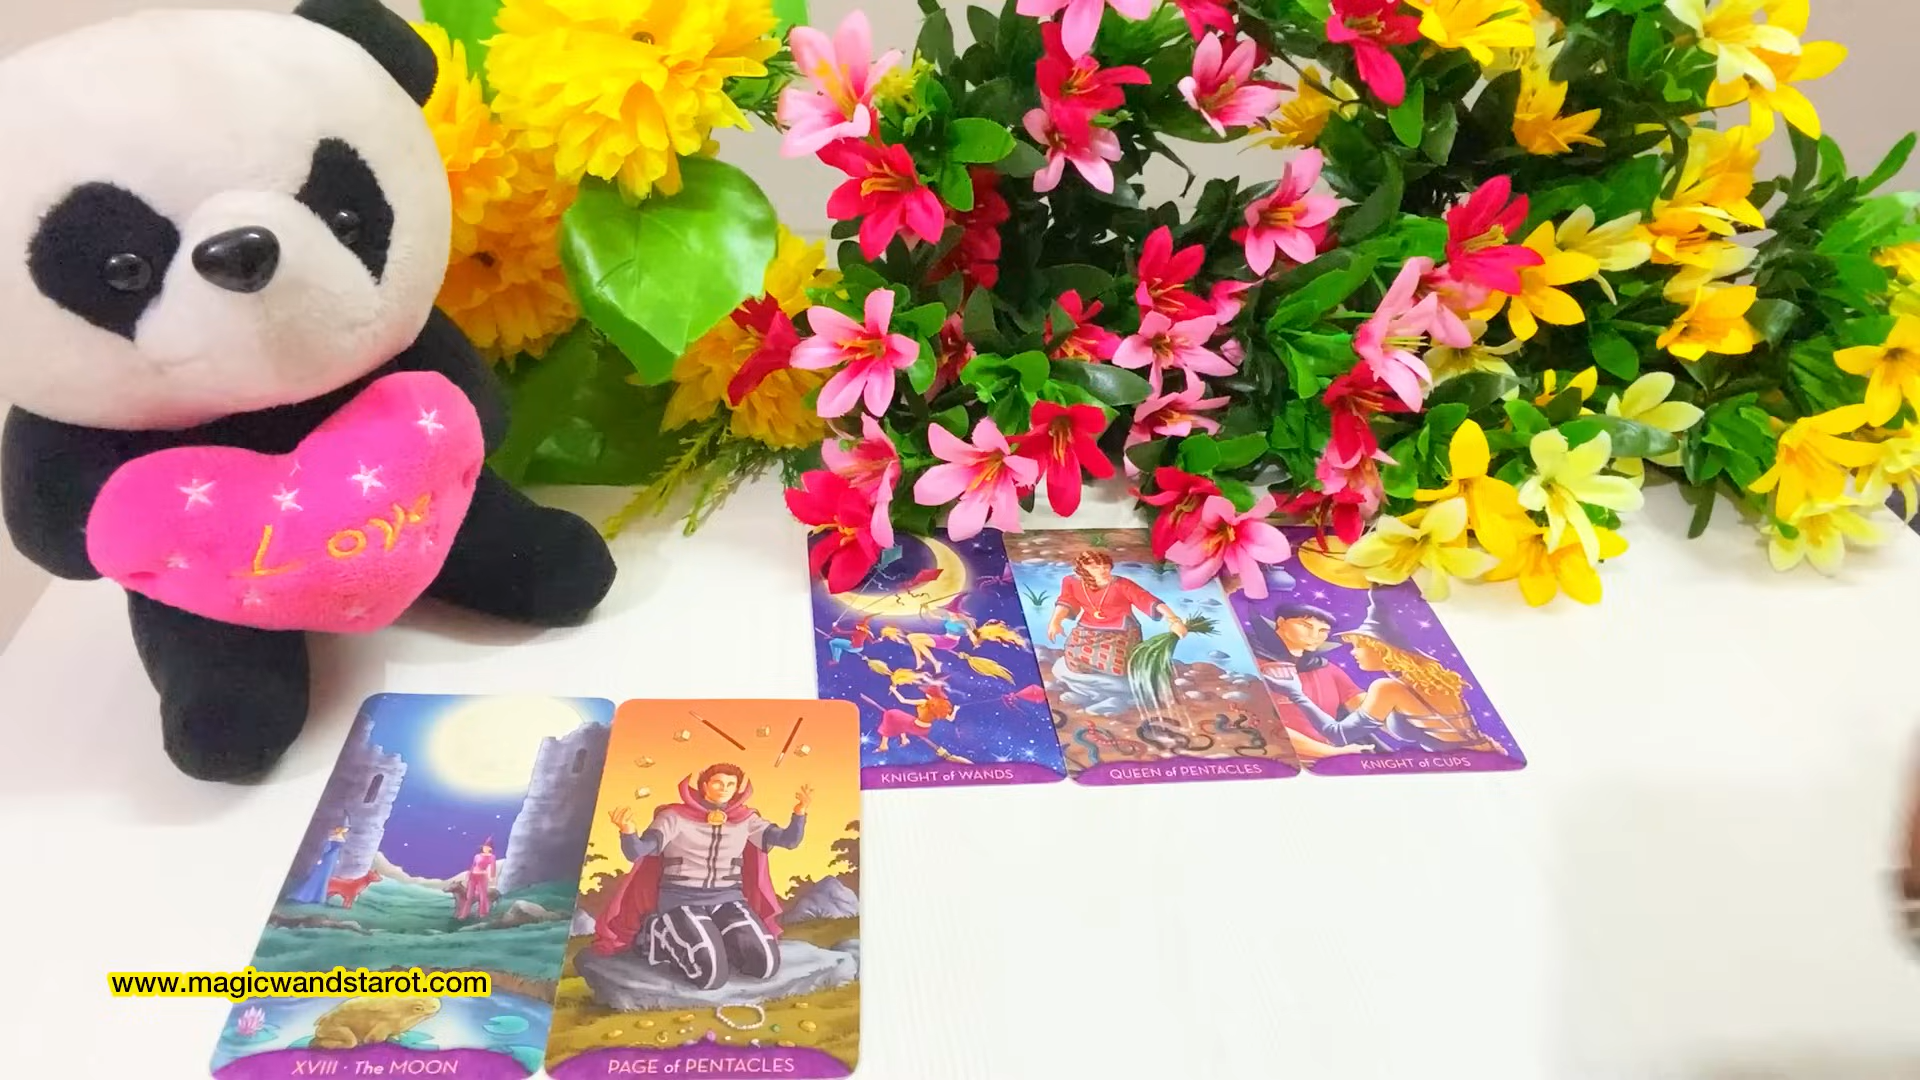 Love
KNIGHT of WANDS
QUEEN of PENTACLES
KNIGHT of CUPS
www.magicwandstarot.com
XVIII · The MOON
PAGE of PENTACLES